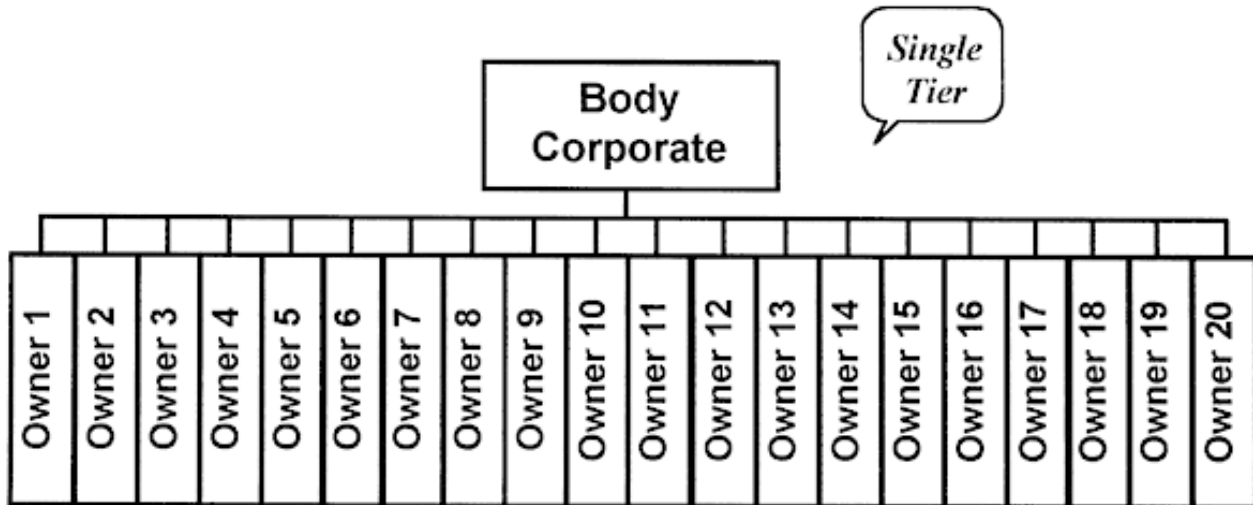 Single
Tier
Body
Corporate
Owner 1
Owner 2
Owner 3
Owner 4
Owner 5
Owner 6
Owner 7
Owner 8
Owner 9
Owner 10
Owner 11
Owner 12
Owner 13
Owner 14
Owner 15
Owner 16
Owner 17
Owner 18
Owner 19
Owner 20